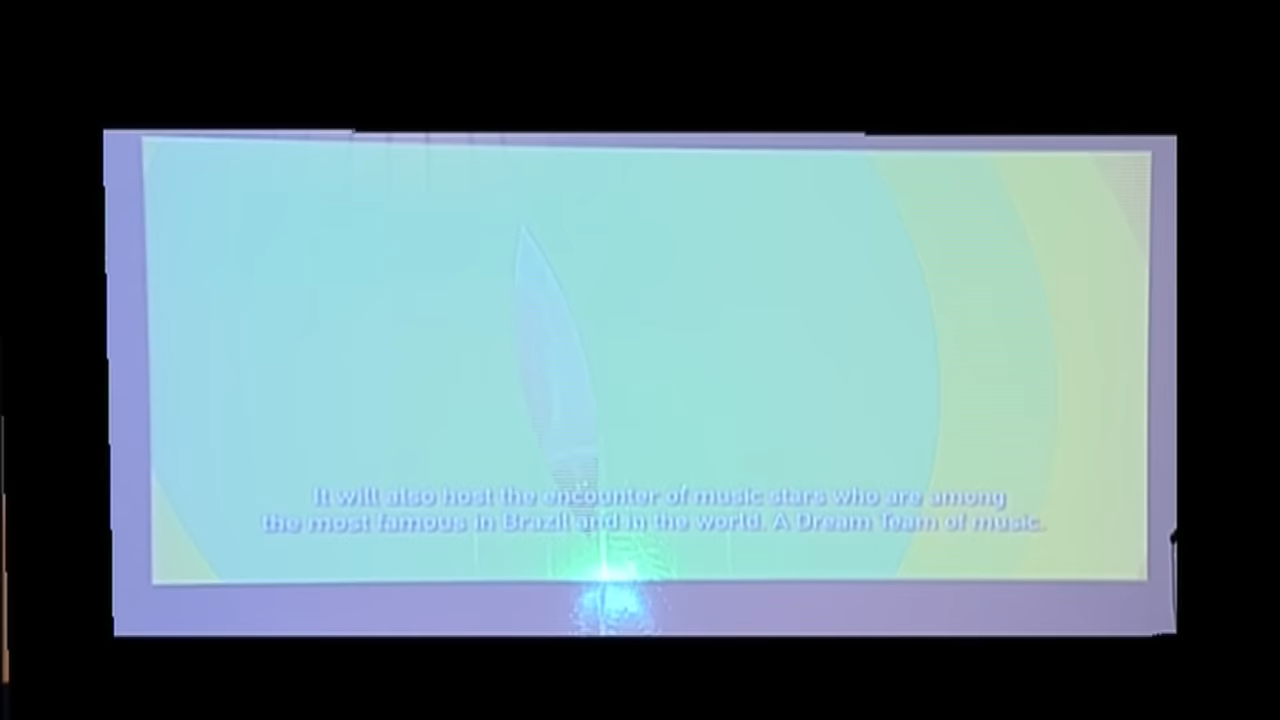 It will also host the encounter of music stars who are among
the most famous in Brazil and in the world. A Dream Team of music.